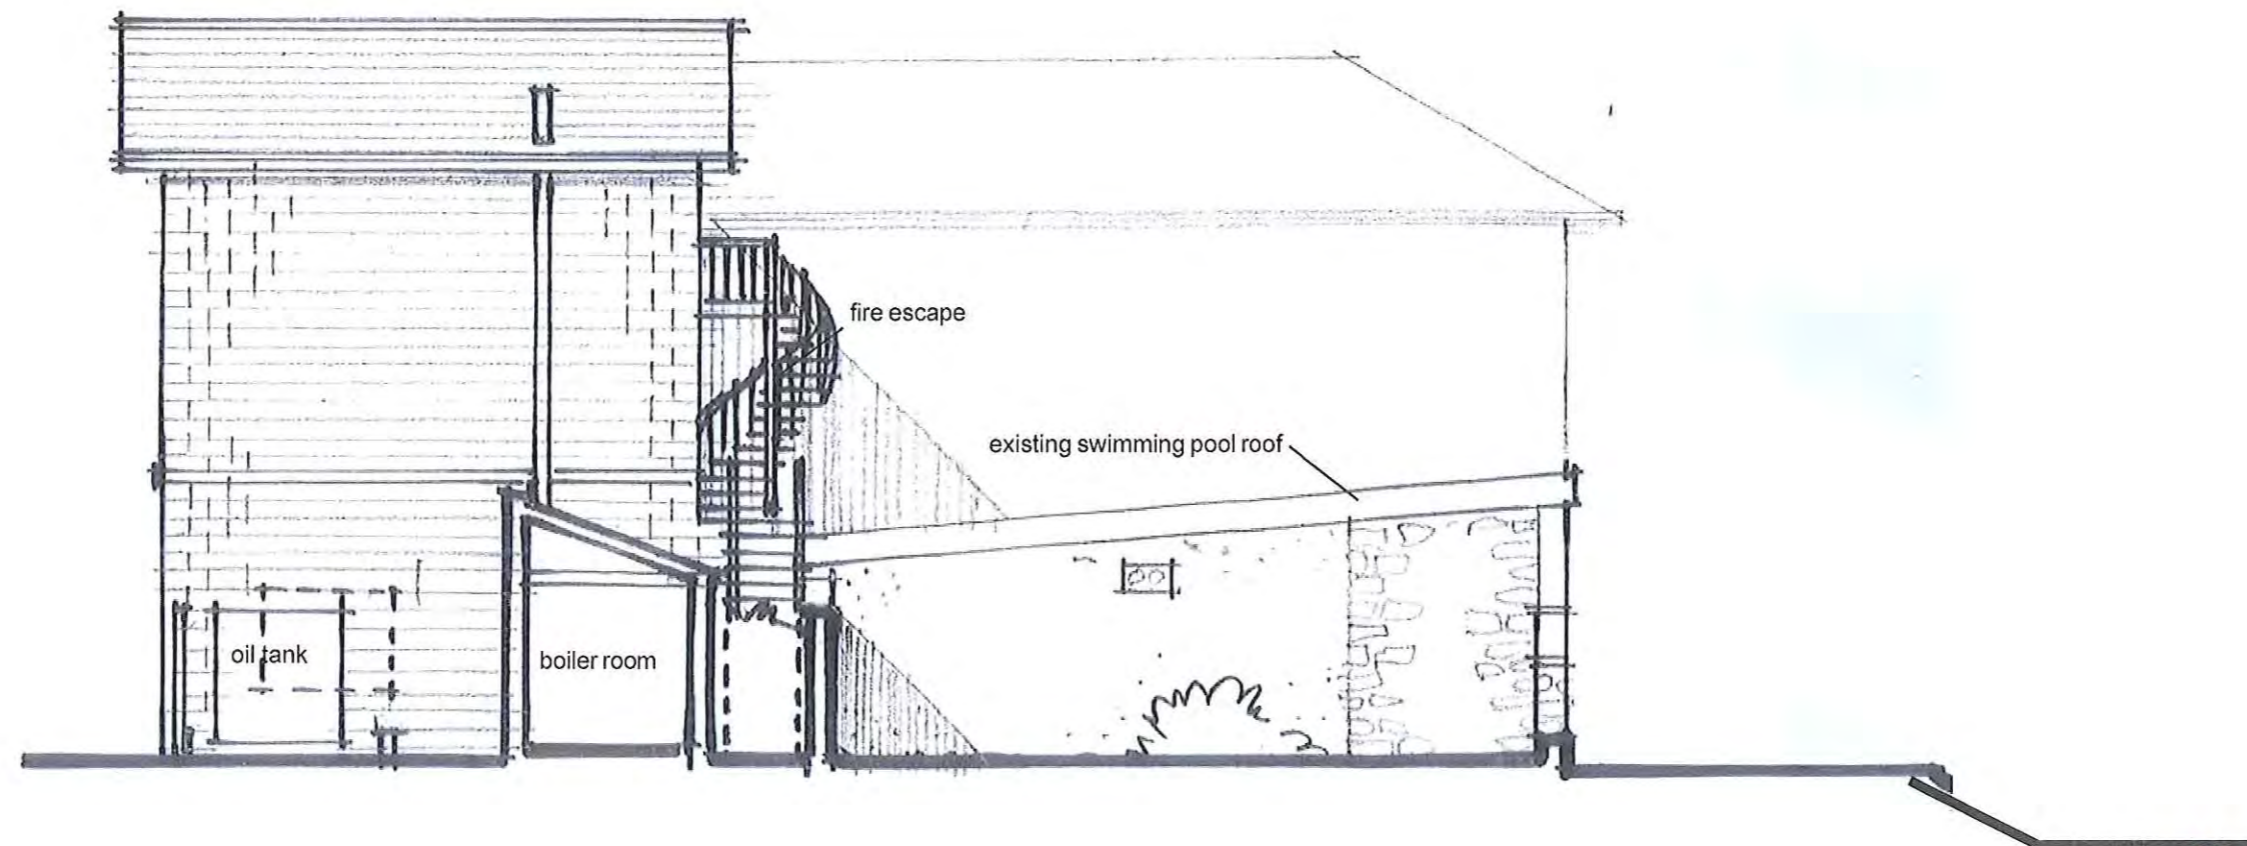 fire escape
existing swimming pool roof
oil tank
boiler room